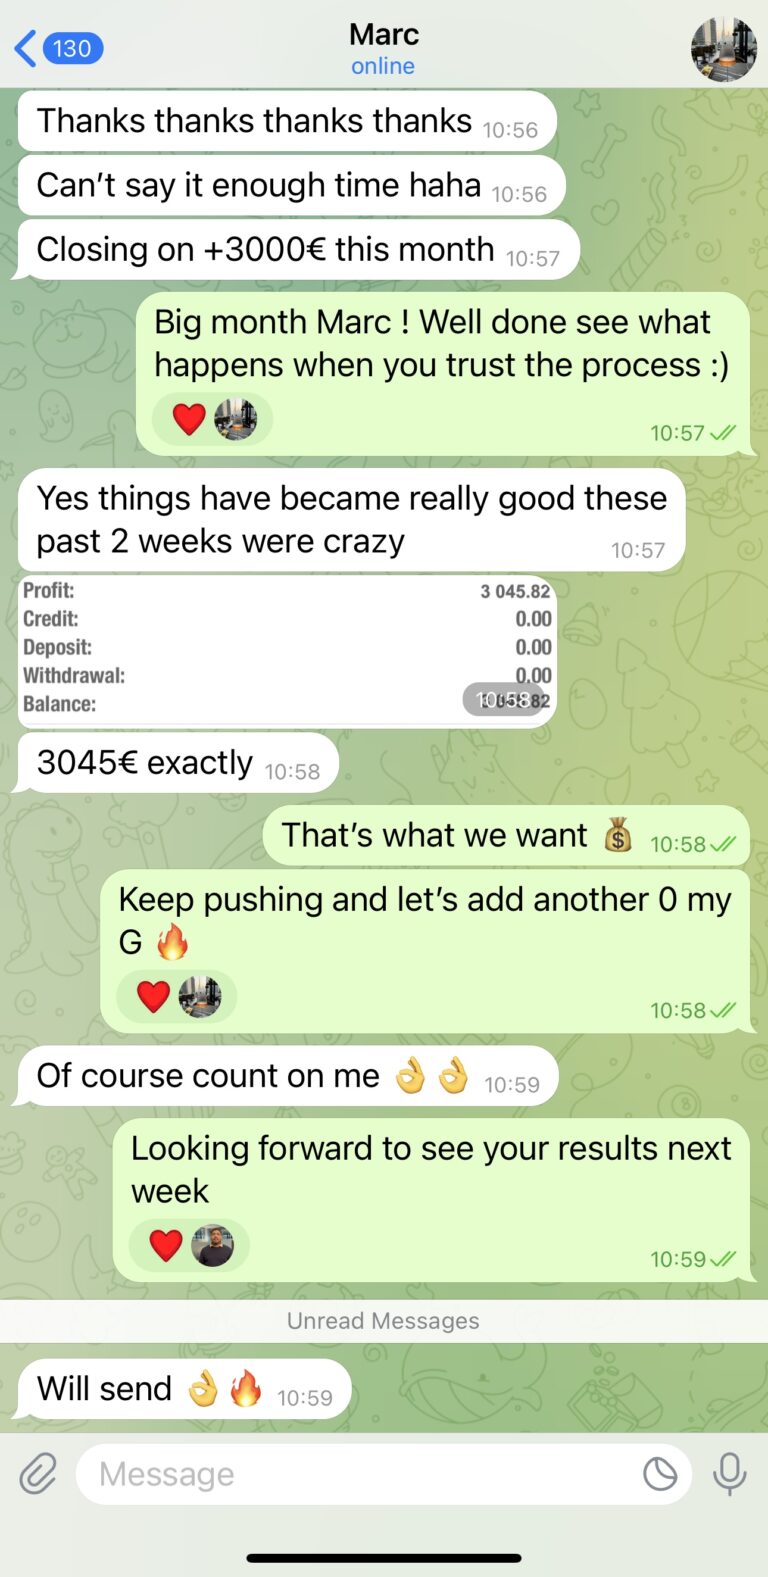 130
Marc
online
Thanks thanks thanks thanks 10:56
Can't say it enough time haha 10:56
Closing on +3000€ this month 10:57
Big month Marc ! Well done see what
happens when you trust the process :)
10:57
Yes things have became really good these
past 2 weeks were crazy 10:57
Profit: 3 045.82
Credit: 0.00
Deposit: 0.00
Withdrawal: 0.00
Balance:
10:58
3045€ exactly 10:58
That's what we want 💰 10:58
Keep pushing and let's add another 0 my
G 🔥
10:58
Of course count on me 👌👌 10:59
Looking forward to see your results next
week
10:59
Unread Messages
Will send 👌🔥 10:59
Message